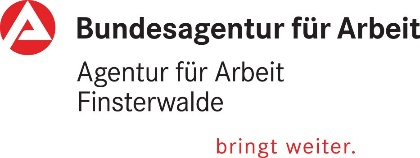 Bundesagentur für Arbeit
Agentur für Arbeit
Finsterwalde
bringt weiter.